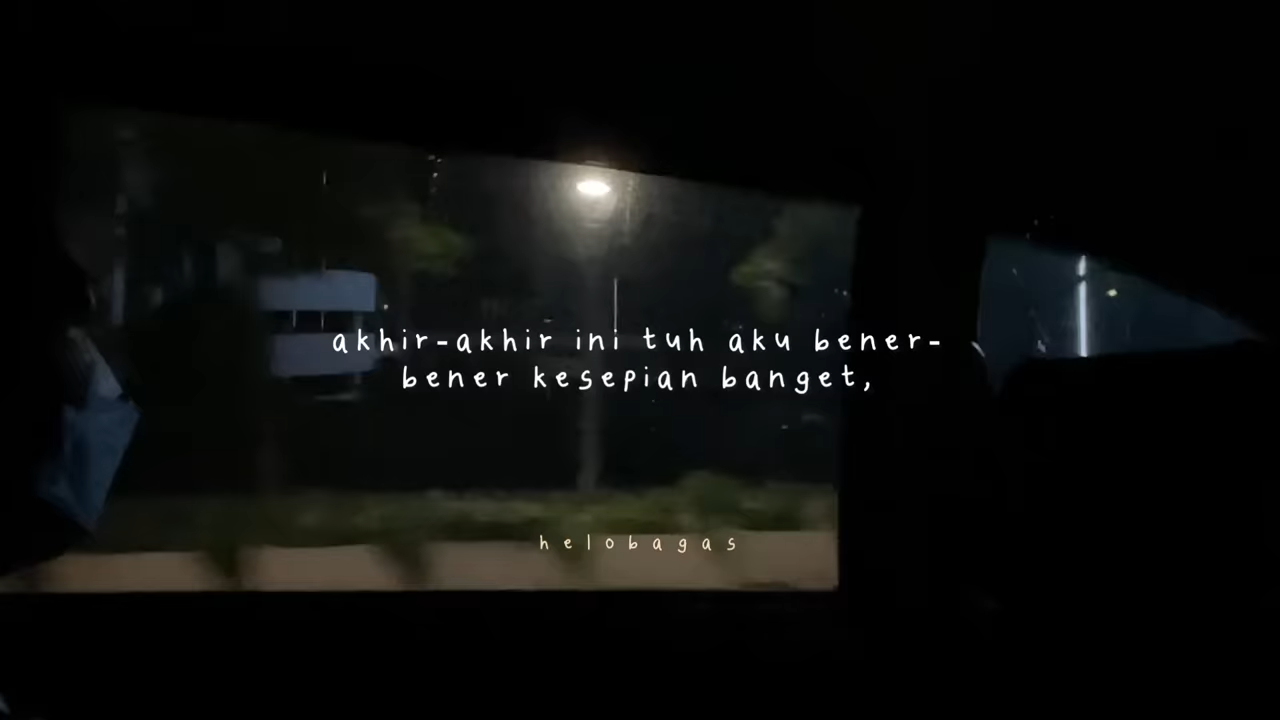 akhir-akhir ini tuh aku bener-
bener kesepian banget,
helobagas